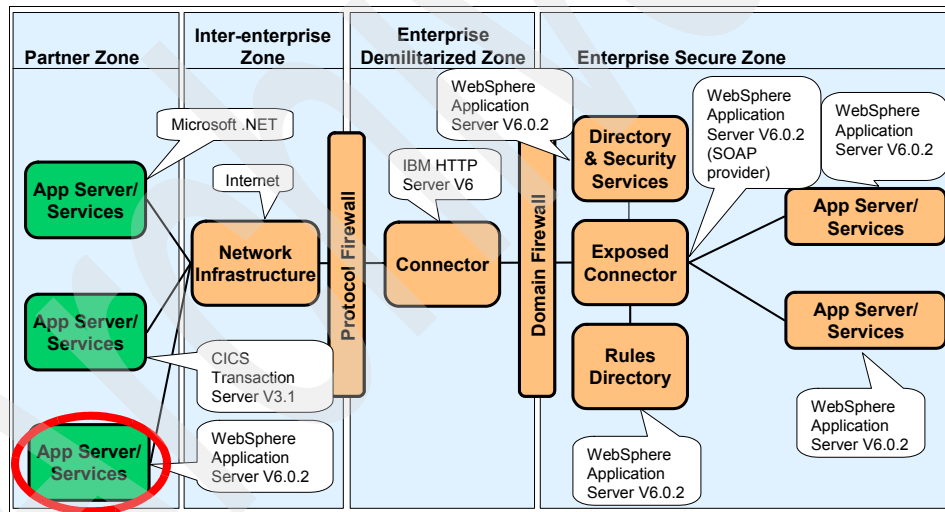 Partner Zone
Inter-enterprise
Zone
Enterprise
Demilitarized Zone
Enterprise Secure Zone
Microsoft .NET
App Server/
Services
App Server/
Services
CICS
Transaction
Server V3.1
App Server/
Services
WebSphere
Application
Server V6.0.2
Internet
Network
Infrastructure
Protocol Firewall
IBM HTTP
Server V6
Connector
Domain Firewall
WebSphere
Application
Server V6.0.2
Directory
& Security
Services
WebSphere
Application
Server V6.0.2
(SOAP
provider)
Exposed
Connector
Rules
Directory
WebSphere
Application
Server V6.0.2
WebSphere
Application
Server V6.0.2
App Server/
Services
App Server/
Services
WebSphere
Application
Server V6.0.2